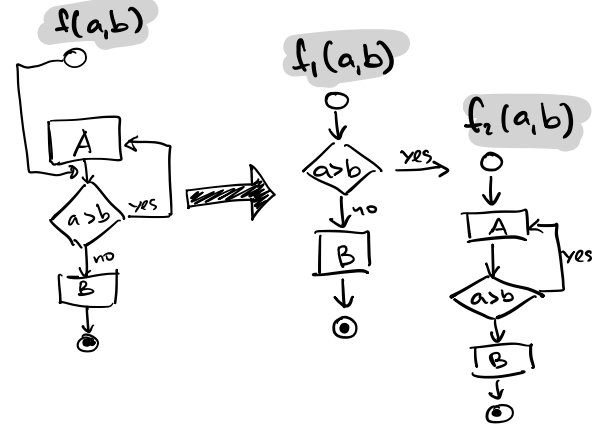 f(a,b)
A
a>b
yes
no
B
f₁(a,b)
a>b
yes
no
B
f₂(a,b)
A
a>b
yes
B